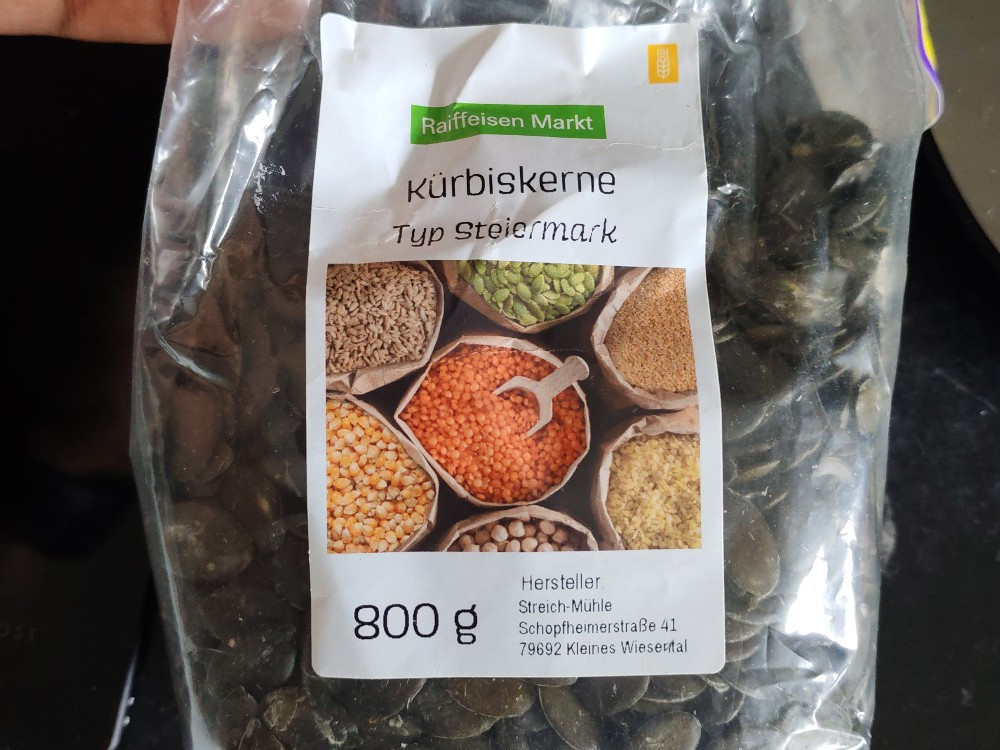 Raiffeisen Markt
Kürbiskerne
Typ Steiermark
800 g
Hersteller:
Streich-Mühle
Schopfheimerstraße 41
79692 Kleines Wiesental